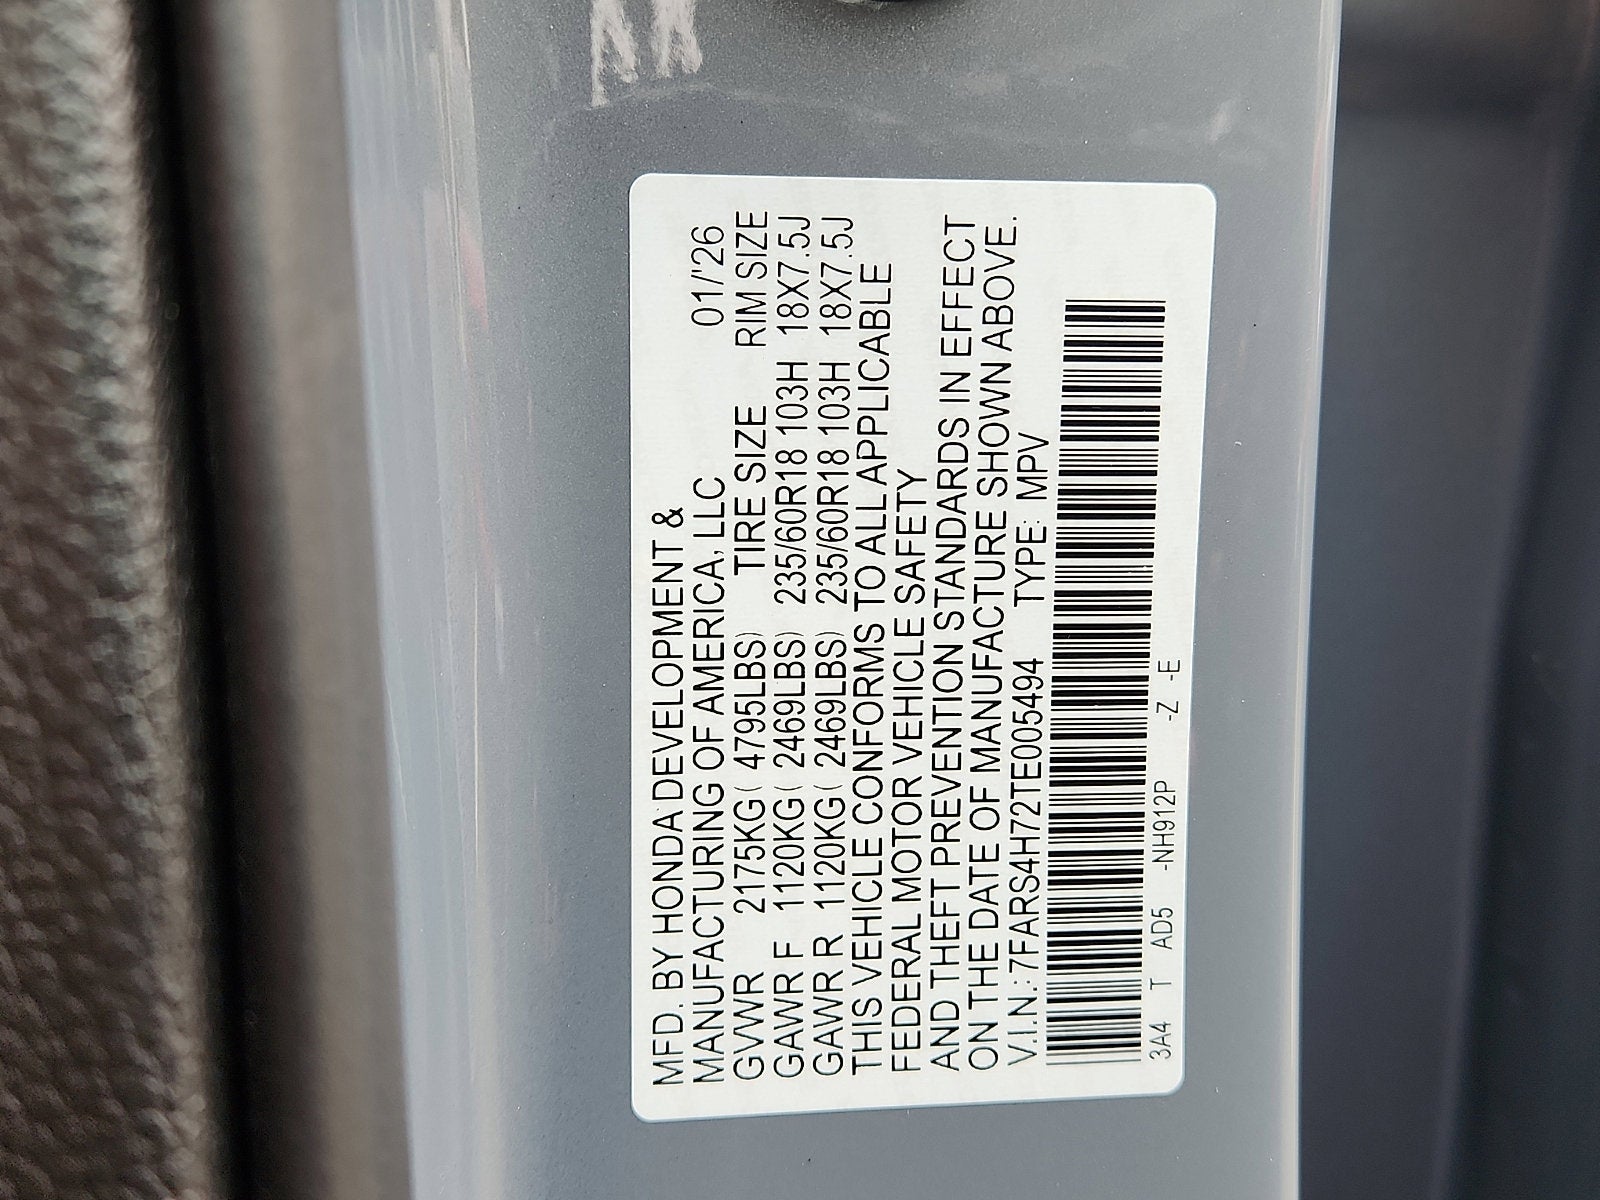 MFD. BY HONDA DEVELOPMENT &
MANUFACTURING OF AMERICA, LLC 01/'26
GVWR 2175KG( 4795LBS) TIRE SIZE RIM SIZE
GAWR F 1120KG( 2469LBS) 235/60R18 103H 18X7.5J
GAWR R 1120KG( 2469LBS) 235/60R18 103H 18X7.5J
THIS VEHICLE CONFORMS TO ALL APPLICABLE
FEDERAL MOTOR VEHICLE SAFETY
AND THEFT PREVENTION STANDARDS IN EFFECT
ON THE DATE OF MANUFACTURE SHOWN ABOVE.
V.I.N.: 7FARS4H72TE005494 TYPE: MPV
3A4 T AD5 -NH912P -Z -E